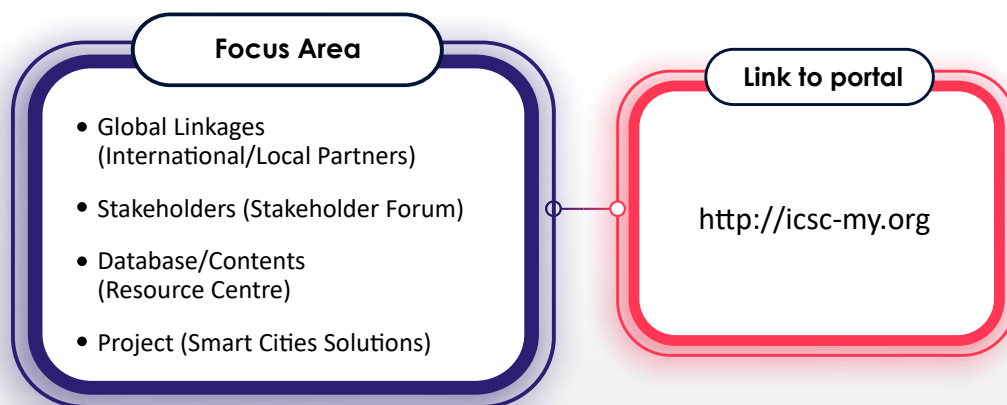 Focus Area
• Global Linkages
(International/Local Partners)
• Stakeholders (Stakeholder Forum)
• Database/Contents
(Resource Centre)
• Project (Smart Cities Solutions)
Link to portal
http://icsc-my.org